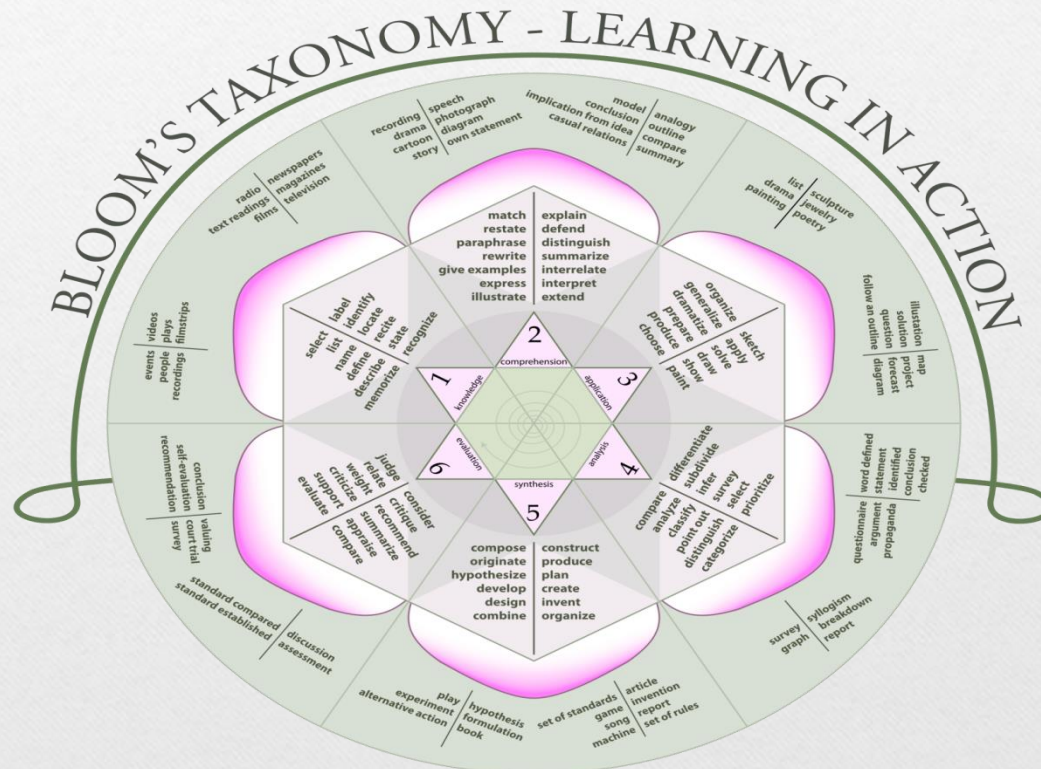 BLOOM'S TAXONOMY - LEARNING IN ACTION
recording
drama
cartoon
story
speech
photograph
diagram
own statement
model
conclusion
implication from idea
casual relations
analogy
outline
compare
summary
radio
text readings
films
newspapers
magazines
television
list
drama
painting
sculpture
jewelry
poetry
videos
plays
filmstrips
events
people
recordings
illustation
solution
question
follow an outline
map
project
forecast
diagram
match
restate
paraphrase
rewrite
give examples
express
illustrate
explain
defend
distinguish
summarize
interrelate
interpret
extend
select
list
name
define
describe
memorize
label
identify
locate
recite
state
recognize
organize
generalize
dramatize
prepare
produce
choose
sketch
apply
solve
draw
show
paint
1
knowledge
2
comprehension
3
application
4
analysis
5
synthesis
6
evaluation
judge
relate
weight
criticize
support
evaluate
consider
critique
recommend
summarize
appraise
compare
compare
analyze
classify
point out
distinguish
categorize
differentiate
subdivide
infer
survey
select
prioritize
compose
originate
hypothesize
develop
design
combine
construct
produce
plan
create
invent
organize
conclusion
self-evaluation
recommendation
valuing
court trial
survey
word defined
statement
identified
conclusion
checked
questionnaire
argument
propaganda
standard compared
standard established
discussion
assessment
survey
graph
syllogism
breakdown
report
play
experiment
alternative action
hypothesis
formulation
book
set of standards
game
song
machine
article
invention
report
set of rules